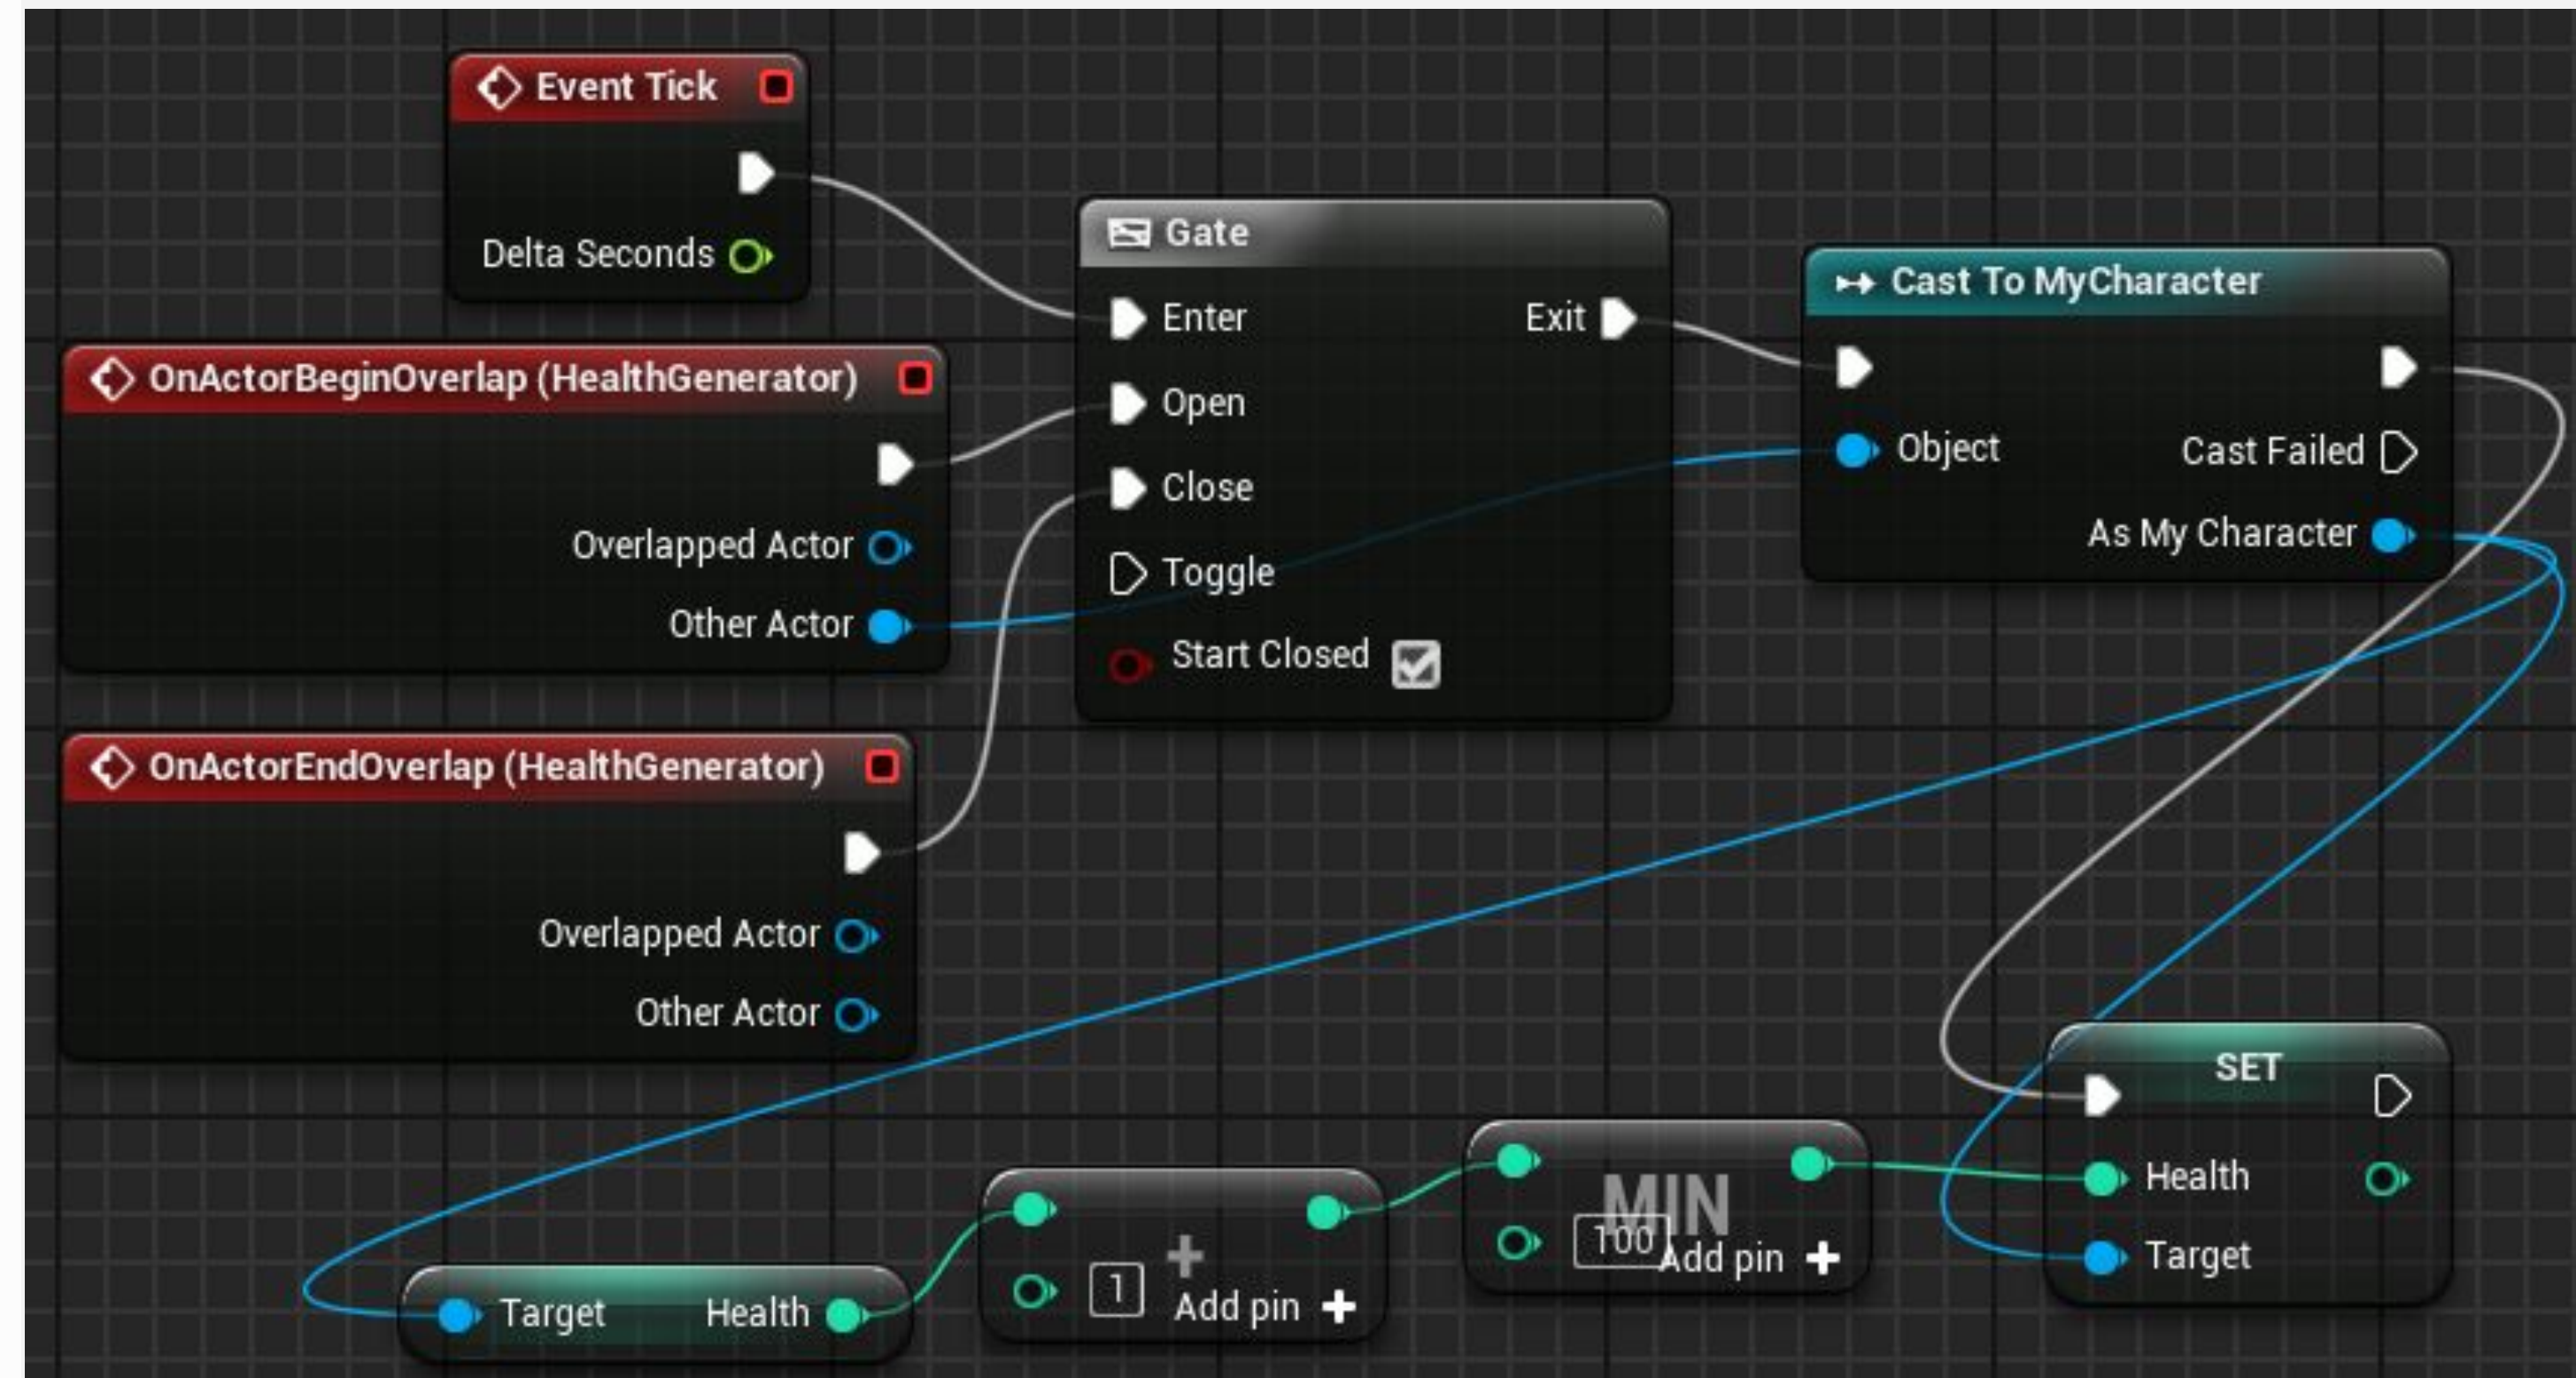 Event Tick
Delta Seconds
OnActorBeginOverlap (HealthGenerator)
Overlapped Actor
Other Actor
OnActorEndOverlap (HealthGenerator)
Overlapped Actor
Other Actor
Gate
Enter Exit
Open
Close
Toggle
Start Closed
Cast To MyCharacter
Object Cast Failed
As My Character
Target Health
+
1
Add pin +
MIN
100
Add pin +
SET
Health
Target